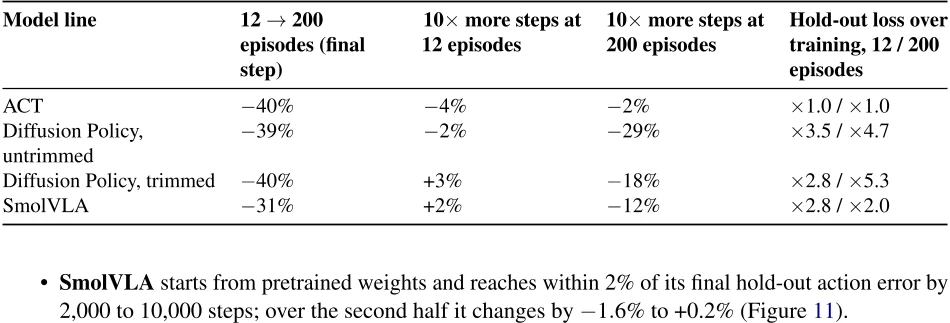 Model line 12 → 200 episodes (final step) 10× more steps at 12 episodes 10× more steps at 200 episodes Hold-out loss over training, 12 / 200 episodes
ACT −40% −4% −2% ×1.0 / ×1.0
Diffusion Policy, untrimmed −39% −2% −29% ×3.5 / ×4.7
Diffusion Policy, trimmed −40% +3% −18% ×2.8 / ×5.3
SmolVLA −31% +2% −12% ×2.8 / ×2.0
• SmolVLA starts from pretrained weights and reaches within 2% of its final hold-out action error by
2,000 to 10,000 steps; over the second half it changes by −1.6% to +0.2% (Figure 11).